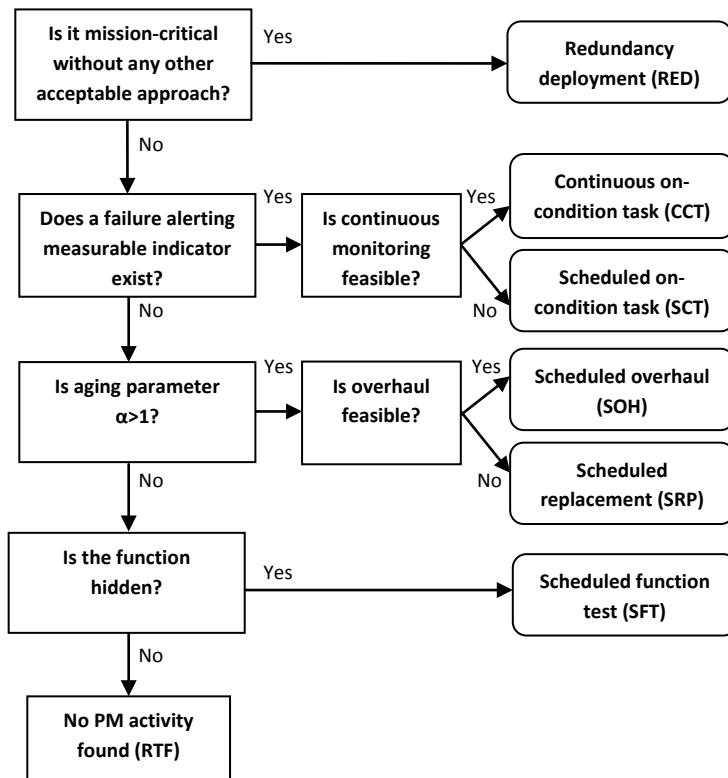 Is it mission-critical
without any other
acceptable approach?
Yes
Redundancy
deployment (RED)
No
Does a failure alerting
measurable indicator
exist?
Yes
Is continuous
monitoring
feasible?
Yes
Continuous on-
condition task (CCT)
No
Scheduled on-
condition task (SCT)
No
Is aging parameter
α>1?
Yes
Is overhaul
feasible?
Yes
Scheduled overhaul
(SOH)
No
Scheduled
replacement (SRP)
No
Is the function
hidden?
Yes
Scheduled function
test (SFT)
No
No PM activity
found (RTF)